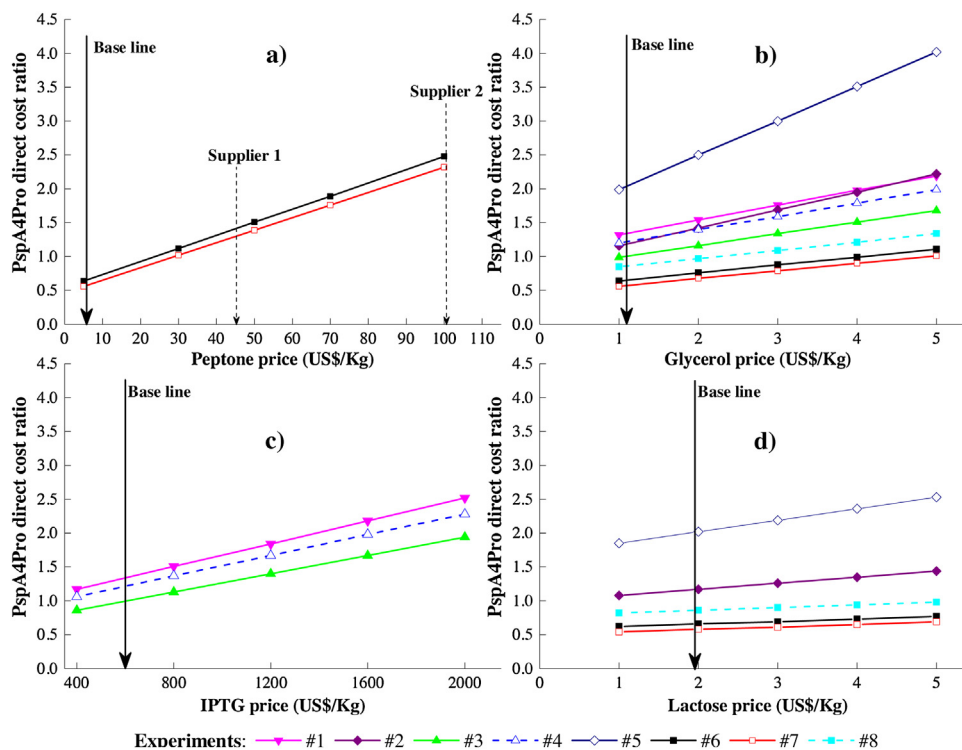 4.5
4.0
3.5
3.0
2.5
2.0
1.5
1.0
0.5
0.0
PspA4Pro direct cost ratio
Base line
a)
Supplier 1
Supplier 2
0 10 20 30 40 50 60 70 80 90 100 110
Peptone price (US$/Kg)
4.5
4.0
3.5
3.0
2.5
2.0
1.5
1.0
0.5
0.0
PspA4Pro direct cost ratio
Base line
b)
0 1 2 3 4 5
Glycerol price (US$/Kg)
4.5
4.0
3.5
3.0
2.5
2.0
1.5
1.0
0.5
0.0
PspA4Pro direct cost ratio
Base line
c)
400 800 1200 1600 2000
IPTG price (US$/Kg)
4.5
4.0
3.5
3.0
2.5
2.0
1.5
1.0
0.5
0.0
PspA4Pro direct cost ratio
Base line
d)
0 1 2 3 4 5
Lactose price (US$/Kg)
Experiments: #1 #2 #3 #4 #5 #6 #7 #8